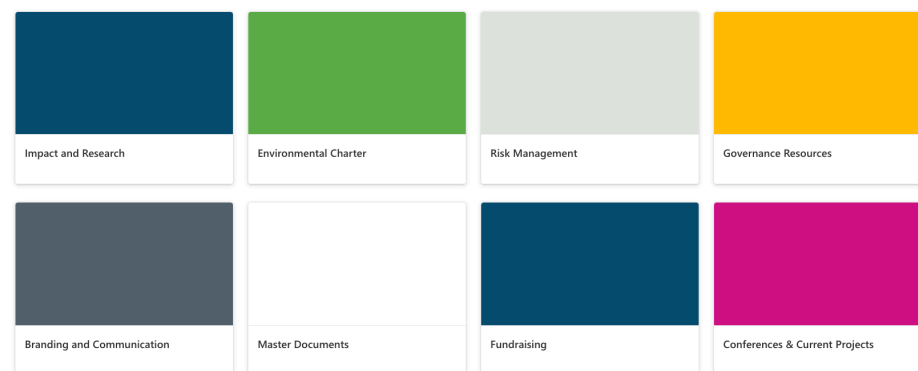 Impact and Research
Environmental Charter
Risk Management
Governance Resources
Branding and Communication
Master Documents
Fundraising
Conferences & Current Projects